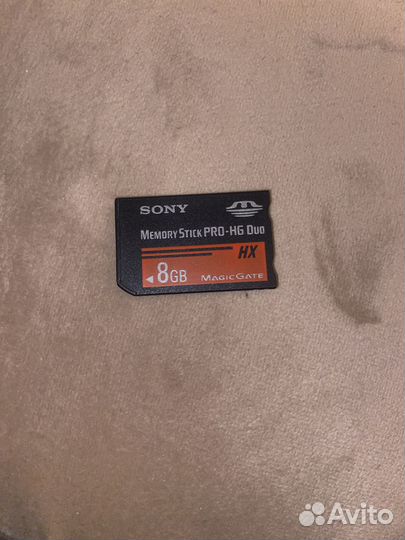 SONY
MEMORY STICK PRO-HG DUO
HX
8GB
MAGICGATE
Avito